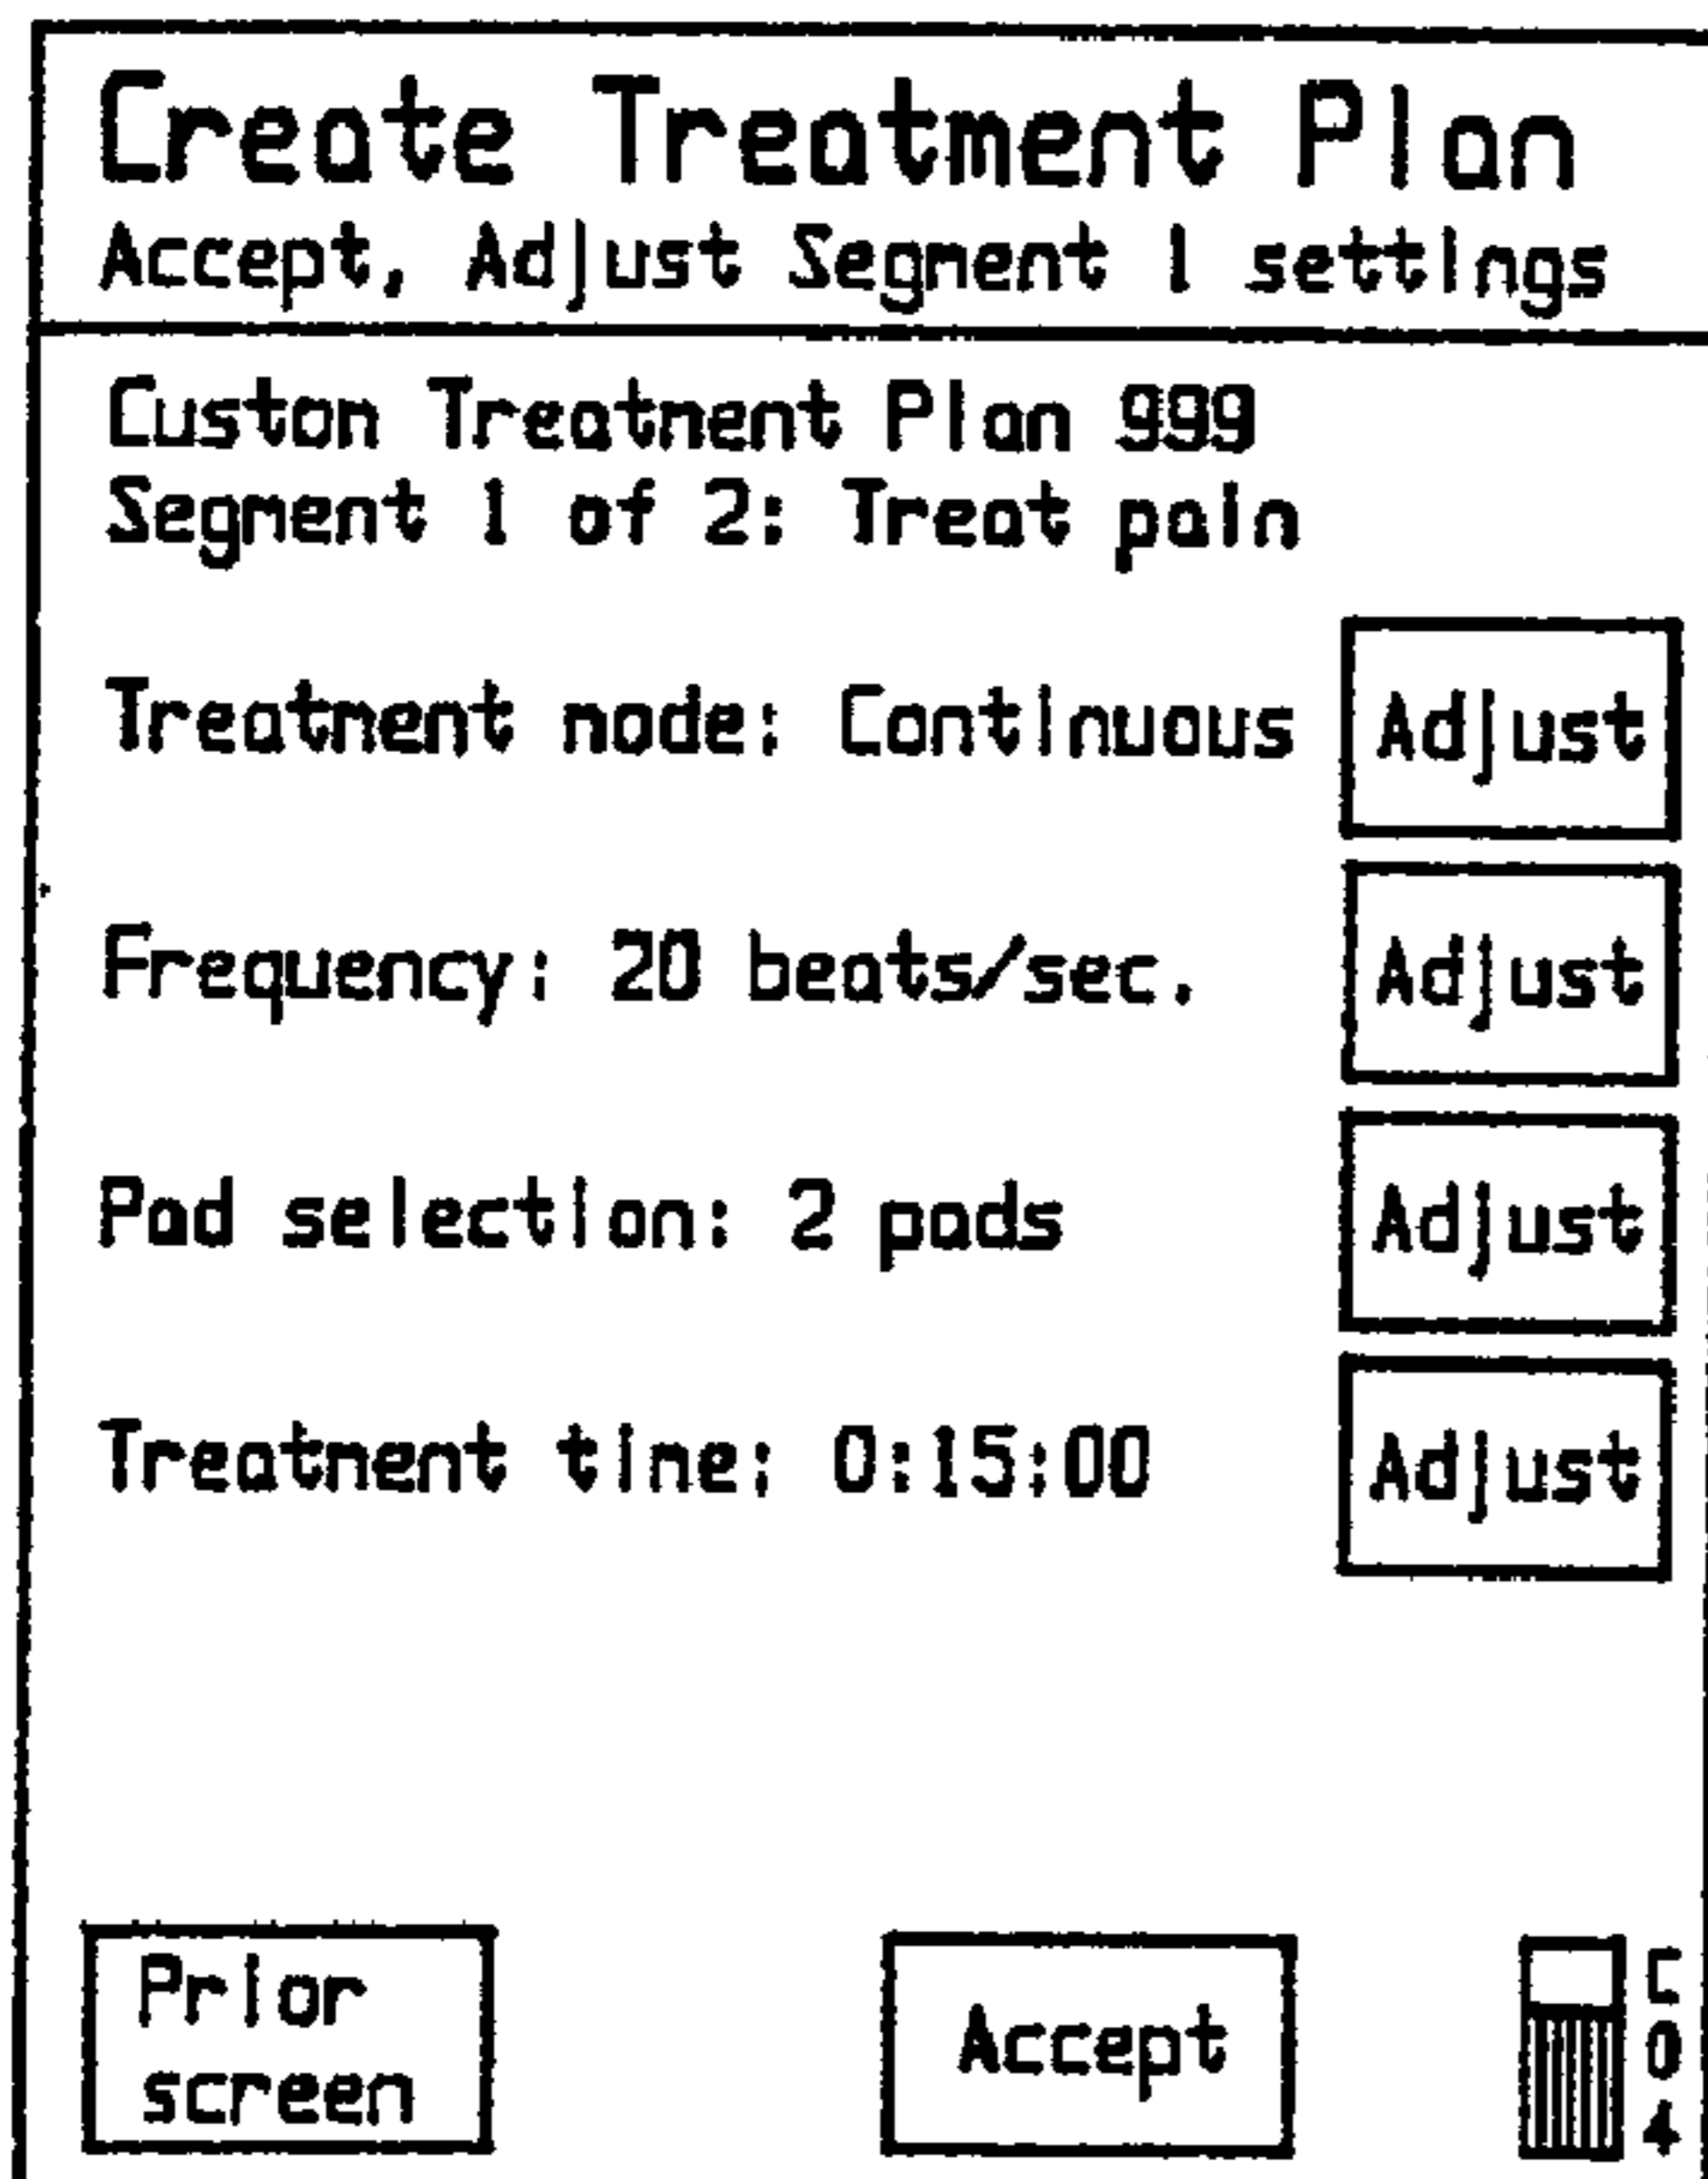 Create Treatment Plan
Accept, Adjust Segment 1 settings
Custom Treatment Plan 999
Segment 1 of 2: Treat pain
Treatment mode: Continuous
Adjust
Frequency: 20 beats/sec.
Adjust
Pad selection: 2 pads
Adjust
Treatment time: 0:15:00
Adjust
Prior
screen
Accept
C
0
4